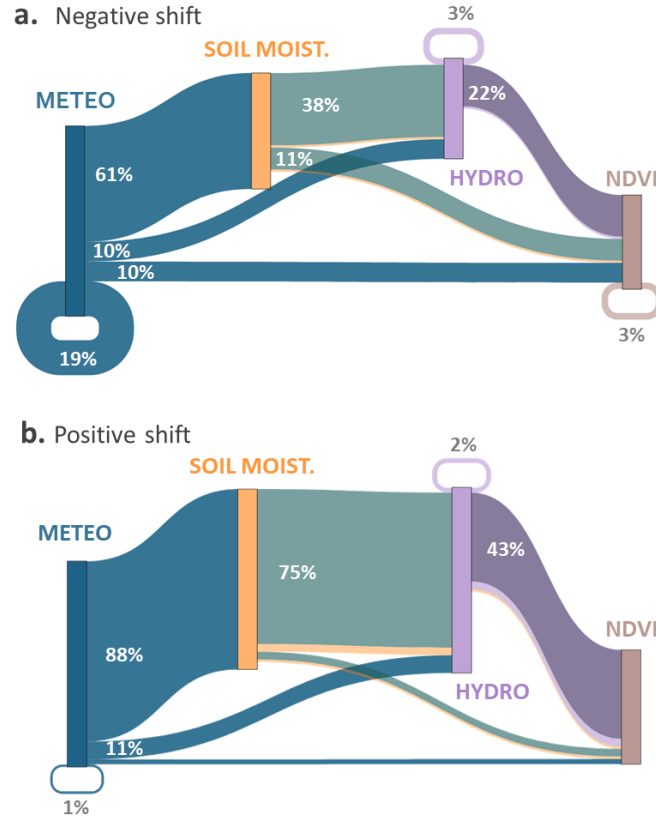 a. Negative shift
3%
SOIL MOIST.
METEO
38%
22%
11%
61%
HYDRO
NDVI
10%
10%
19%
3%
b. Positive shift
2%
SOIL MOIST.
METEO
43%
75%
NDVI
88%
HYDRO
11%
1%